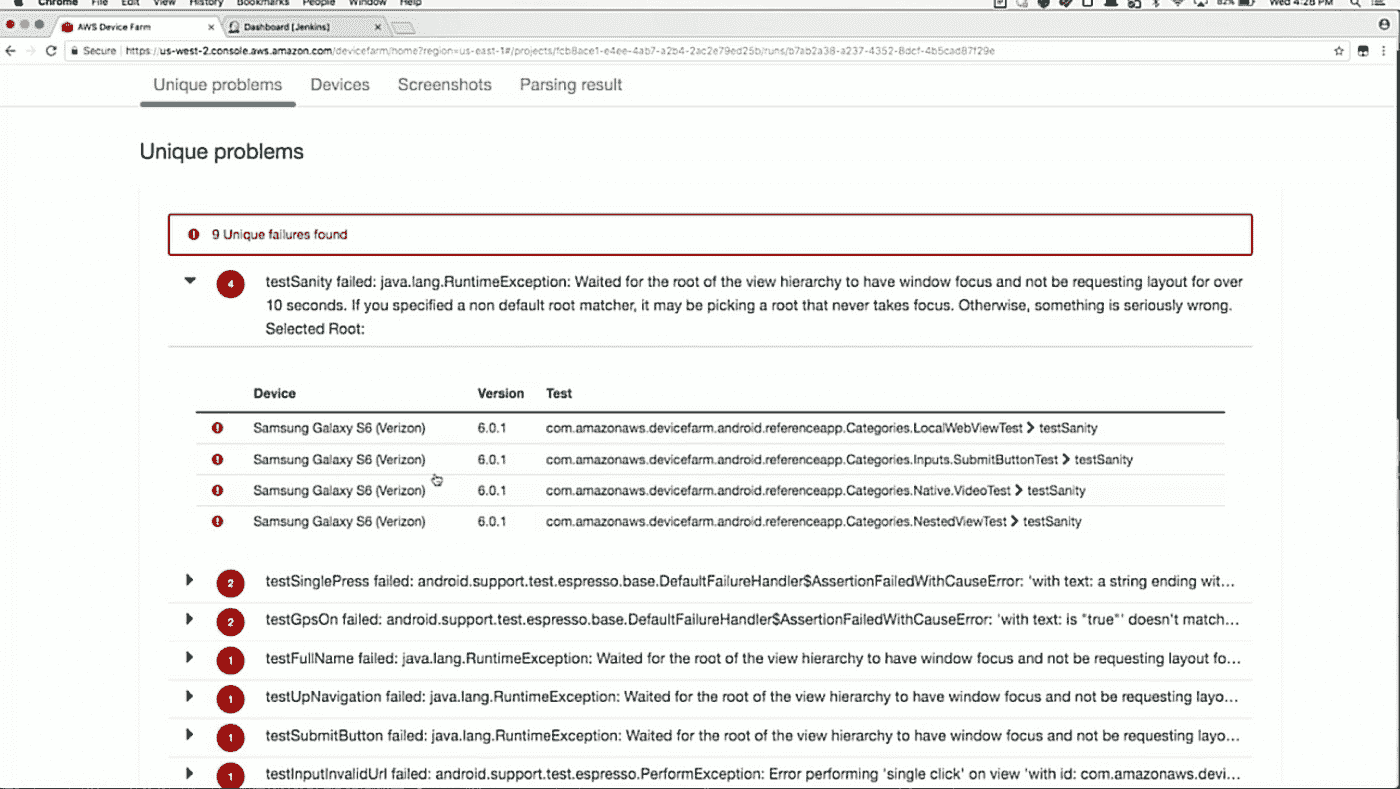 Chrome File Edit View History Bookmarks People Window Help
82% Wed 4:28 PM
AWS Device Farm × Dashboard [Jenkins] ×
Secure https://us-west-2.console.aws.amazon.com/devicefarm/home?region=us-east-1#/projects/fcb8ace1-e4ee-4ab7-a2b4-2ac2e79ed25b/runs/b7ab2a38-a237-4352-8dcf-4b5cad87f29e
Unique problems Devices Screenshots Parsing result
Unique problems
9 Unique failures found
4 testSanity failed: java.lang.RuntimeException: Waited for the root of the view hierarchy to have window focus and not be requesting layout for over
10 seconds. If you specified a non default root matcher, it may be picking a root that never takes focus. Otherwise, something is seriously wrong.
Selected Root:
Device Version Test
Samsung Galaxy S6 (Verizon) 6.0.1 com.amazonaws.devicefarm.android.referenceapp.Categories.LocalWebViewTest > testSanity
Samsung Galaxy S6 (Verizon) 6.0.1 com.amazonaws.devicefarm.android.referenceapp.Categories.Inputs.SubmitButtonTest > testSanity
Samsung Galaxy S6 (Verizon) 6.0.1 com.amazonaws.devicefarm.android.referenceapp.Categories.Native.VideoTest > testSanity
Samsung Galaxy S6 (Verizon) 6.0.1 com.amazonaws.devicefarm.android.referenceapp.Categories.NestedViewTest > testSanity
2 testSinglePress failed: android.support.test.espresso.base.DefaultFailureHandler$AssertionFailedWithCauseError: 'with text: a string ending wit...
2 testGpsOn failed: android.support.test.espresso.base.DefaultFailureHandler$AssertionFailedWithCauseError: 'with text: is "true"' doesn't match...
1 testFullName failed: java.lang.RuntimeException: Waited for the root of the view hierarchy to have window focus and not be requesting layout fo...
1 testUpNavigation failed: java.lang.RuntimeException: Waited for the root of the view hierarchy to have window focus and not be requesting layo...
1 testSubmitButton failed: java.lang.RuntimeException: Waited for the root of the view hierarchy to have window focus and not be requesting layo...
1 testInputInvalidUrl failed: android.support.test.espresso.PerformException: Error performing 'single click' on view 'with id: com.amazonaws.devi...